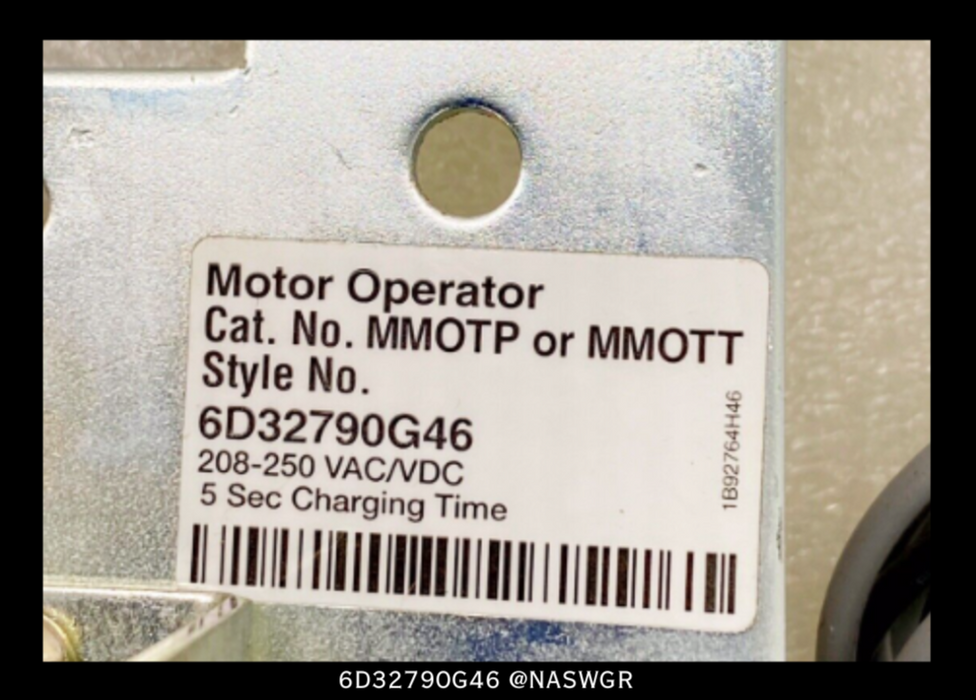 Motor Operator
Cat. No. MMOTP or MMOTT
Style No.
6D32790G46
208-250 VAC/VDC
5 Sec Charging Time
1B92764H46
6D32790G46 @NASWGR